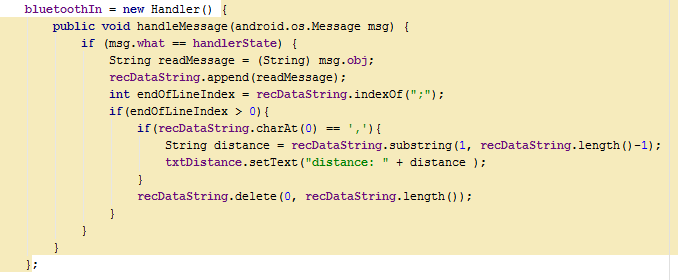 bluetoothIn = new Handler() {
public void handleMessage(android.os.Message msg) {
if (msg.what == handlerState) {
String readMessage = (String) msg.obj;
recDataString.append(readMessage);
int endOfLineIndex = recDataString.indexOf(";");
if(endOfLineIndex > 0){
if(recDataString.charAt(0) == ','){
String distance = recDataString.substring(1, recDataString.length()-1);
txtDistance.setText("distance: " + distance );
}
recDataString.delete(0, recDataString.length());
}
}
}
};